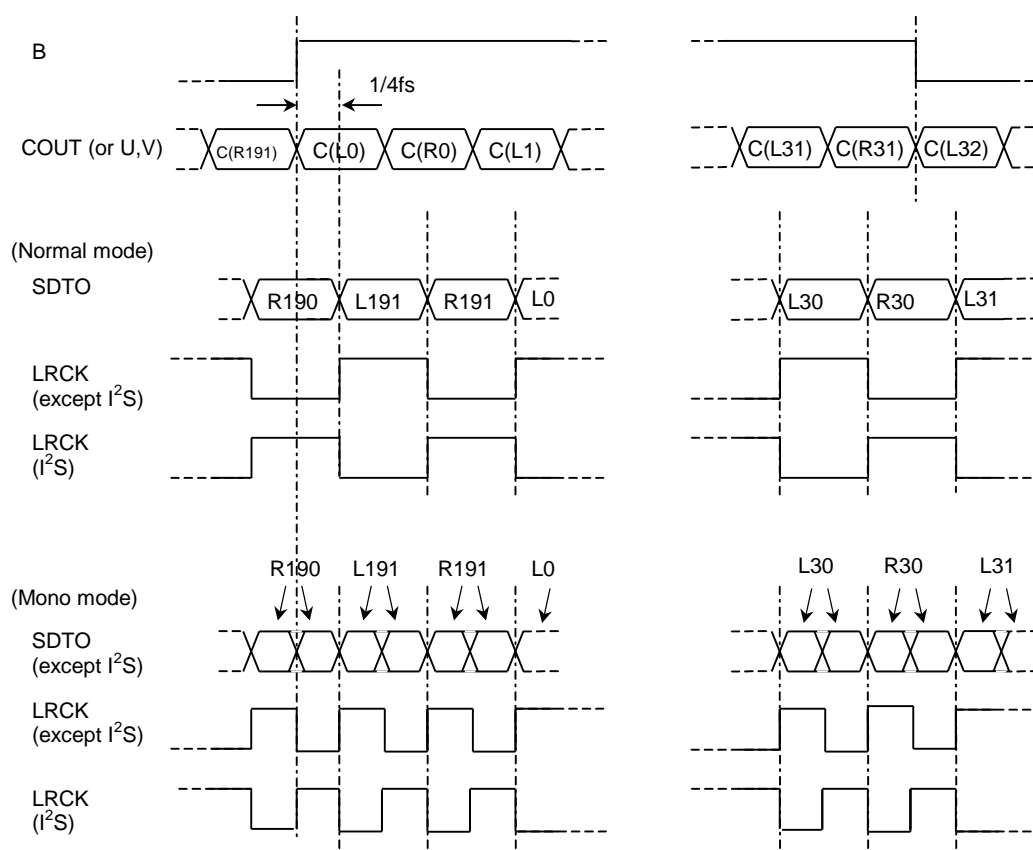 B
1/4fs
COUT (or U,V)
C(R191) C(L0) C(R0) C(L1) C(L31) C(R31) C(L32)
(Normal mode)
SDTO
R190 L191 R191 L0 L30 R30 L31
LRCK
(except I²S)
LRCK
(I²S)
R190 L191 R191 L0 L30 R30 L31
(Mono mode)
SDTO
(except I²S)
LRCK
(except I²S)
LRCK
(I²S)